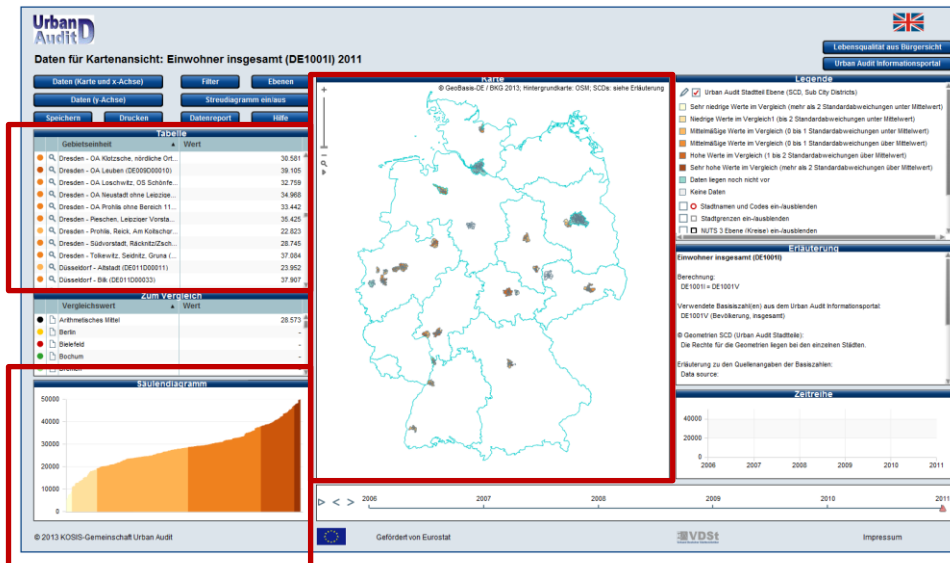 Urban
Audit D
Daten für Kartenansicht: Einwohner insgesamt (DE1001I) 2011
Lebensqualität aus Bürgersicht
Urban Audit Informationsportal
Daten (Karte und x-Achse)
Filter
Ebenen
Daten (y-Achse)
Streudiagramm ein/aus
Speichern
Drucken
Datenreport
Hilfe
Tabelle
Gebietseinheit ▲ Wert
Dresden - OA Klotzsche, nördliche Ort... 30.581
Dresden - OA Leuben (DE009D00010) 39.105
Dresden - OA Loschwitz, OS Schönfe... 32.759
Dresden - OA Neustadt ohne Leipzige... 34.968
Dresden - OA Prohlis ohne Bereich 11... 33.442
Dresden - Pieschen, Leipziger Vorsta... 35.425
Dresden - Prohlis, Reick, Am Koitschgr... 22.823
Dresden - Südvorstadt, Räcknitz/Zsch... 28.745
Dresden - Tolkewitz, Seidnitz, Gruna (... 37.084
Düsseldorf - Altstadt (DE011D00011) 23.952
Düsseldorf - Bilk (DE011D00033) 37.907
Zum Vergleich
Vergleichswert ▲ Wert
Arithmetisches Mittel 28.573
Berlin -
Bielefeld -
Bochum -
Bremen -
Säulendiagramm
50000
40000
30000
20000
10000
0
© 2013 KOSIS-Gemeinschaft Urban Audit
Karte
© GeoBasis-DE / BKG 2013; Hintergrundkarte: OSM; SCDs: siehe Erläuterung
2006 2007 2008 2009 2010 2011
Gefördert von Eurostat
VDSt
Impressum
Legende
Urban Audit Stadtteil Ebene (SCD, Sub City Districts)
Sehr niedrige Werte im Vergleich (mehr als 2 Standardabweichungen unter Mittelwert)
Niedrige Werte im Vergleich1 (bis 2 Standardabweichungen unter Mittelwert)
Mittelmäßige Werte im Vergleich (0 bis 1 Standardabweichungen unter Mittelwert)
Mittelmäßige Werte im Vergleich (0 bis 1 Standardabweichungen über Mittelwert)
Hohe Werte im Vergleich (1 bis 2 Standardabweichungen über Mittelwert)
Sehr hohe Werte im Vergleich (mehr als 2 Standardabweichungen über Mittelwert)
Daten liegen noch nicht vor
Keine Daten
Stadtnamen und Codes ein-/ausblenden
Stadtgrenzen ein-/ausblenden
NUTS 3 Ebene (Kreise) ein-/ausblenden
Erläuterung
Einwohner insgesamt (DE1001I)
Berechnung:
DE1001I = DE1001V
Verwendete Basiszahl(en) aus dem Urban Audit Informationsportal:
DE1001V (Bevölkerung, insgesamt)
© Geometrien SCD (Urban Audit Stadtteile):
Die Rechte für die Geometrien liegen bei den einzelnen Städten.
Erläuterung zu den Quellenangaben der Basiszahlen:
Data source:
Zeitreihe
40000
20000
0
2006 2007 2008 2009 2010 2011